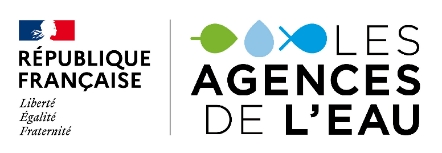 RÉPUBLIQUE
FRANÇAISE
Liberté
Égalité
Fraternité
LES
AGENCES
DE L'EAU